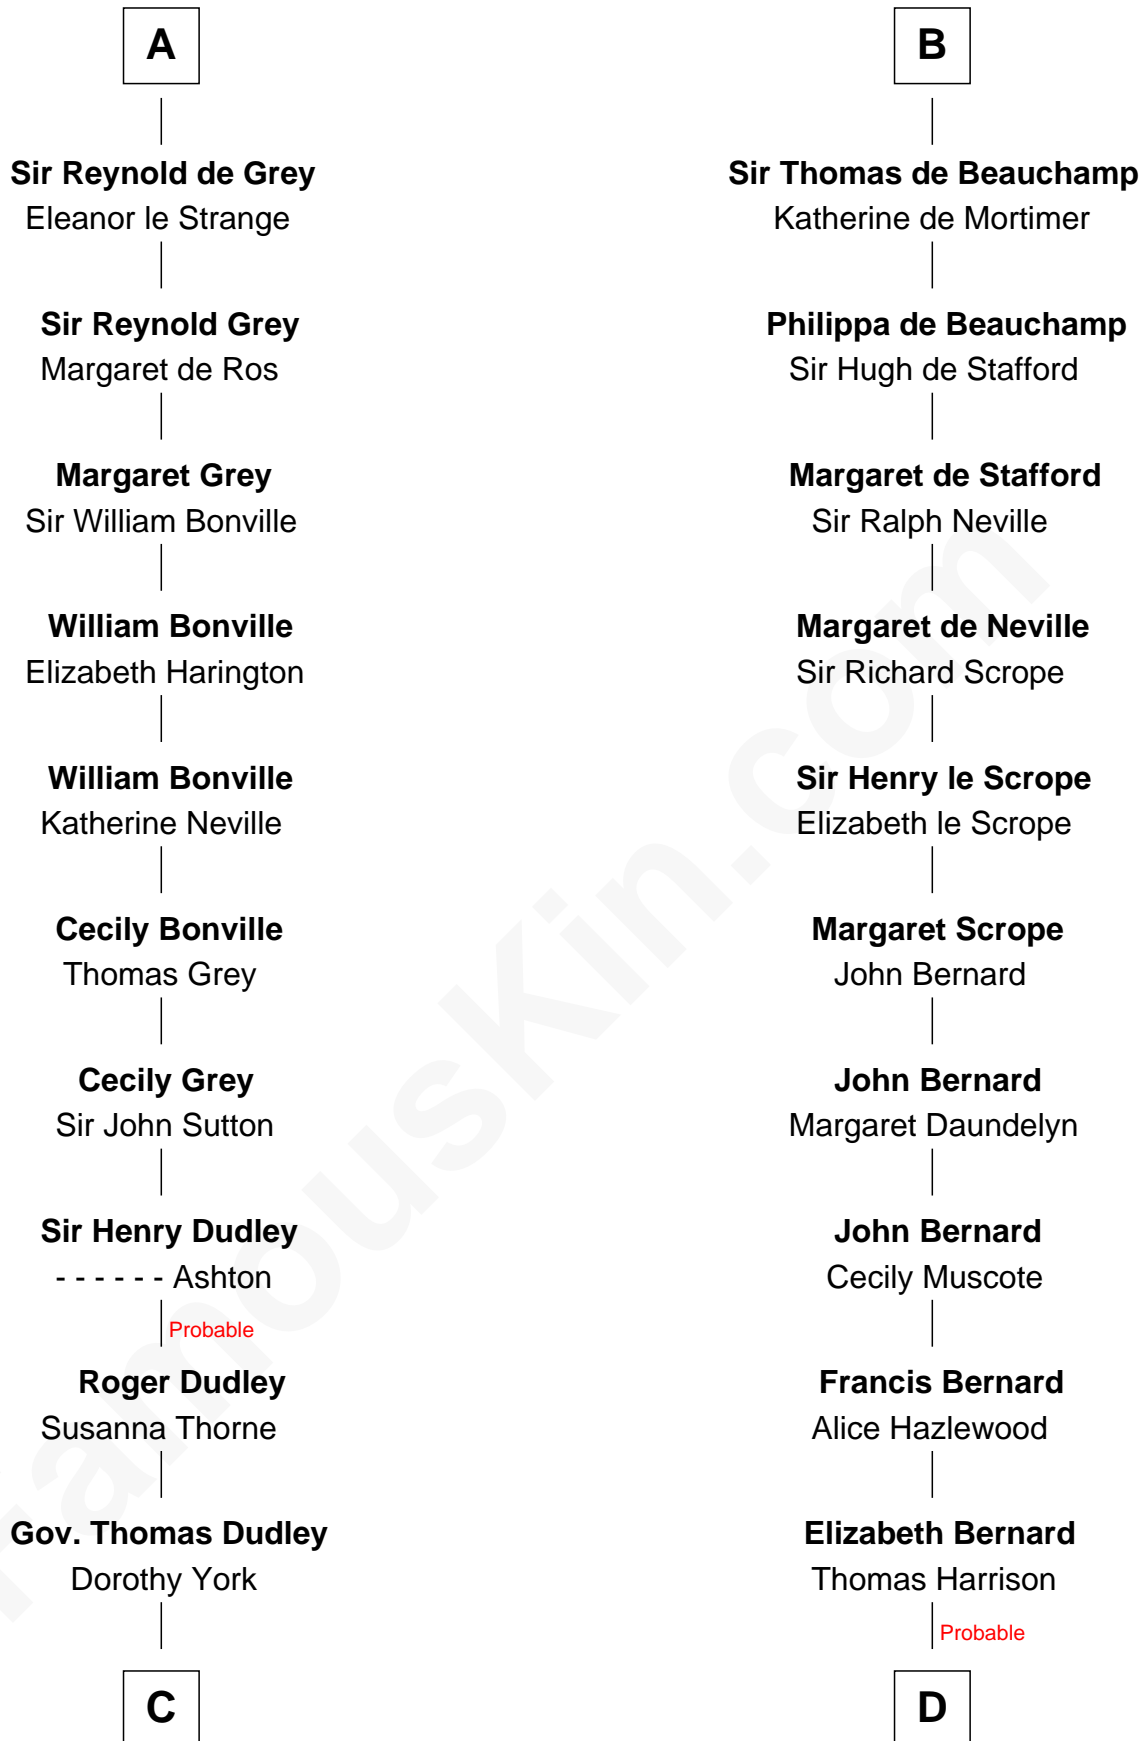 A
Sir Reynold de Grey
Eleanor le Strange
Sir Reynold Grey
Margaret de Ros
Margaret Grey
Sir William Bonville
William Bonville
Elizabeth Harington
William Bonville
Katherine Neville
Cecily Bonville
Thomas Grey
Cecily Grey
Sir John Sutton
Sir Henry Dudley
- - - - - - Ashton
Probable
Roger Dudley
Susanna Thorne
Gov. Thomas Dudley
Dorothy York
C
B
Sir Thomas de Beauchamp
Katherine de Mortimer
Philippa de Beauchamp
Sir Hugh de Stafford
Margaret de Stafford
Sir Ralph Neville
Margaret de Neville
Sir Richard Scrope
Sir Henry le Scrope
Elizabeth le Scrope
Margaret Scrope
John Bernard
John Bernard
Margaret Daundelyn
John Bernard
Cecily Muscote
Francis Bernard
Alice Hazlewood
Elizabeth Bernard
Thomas Harrison
Probable
D
FamousKin.com